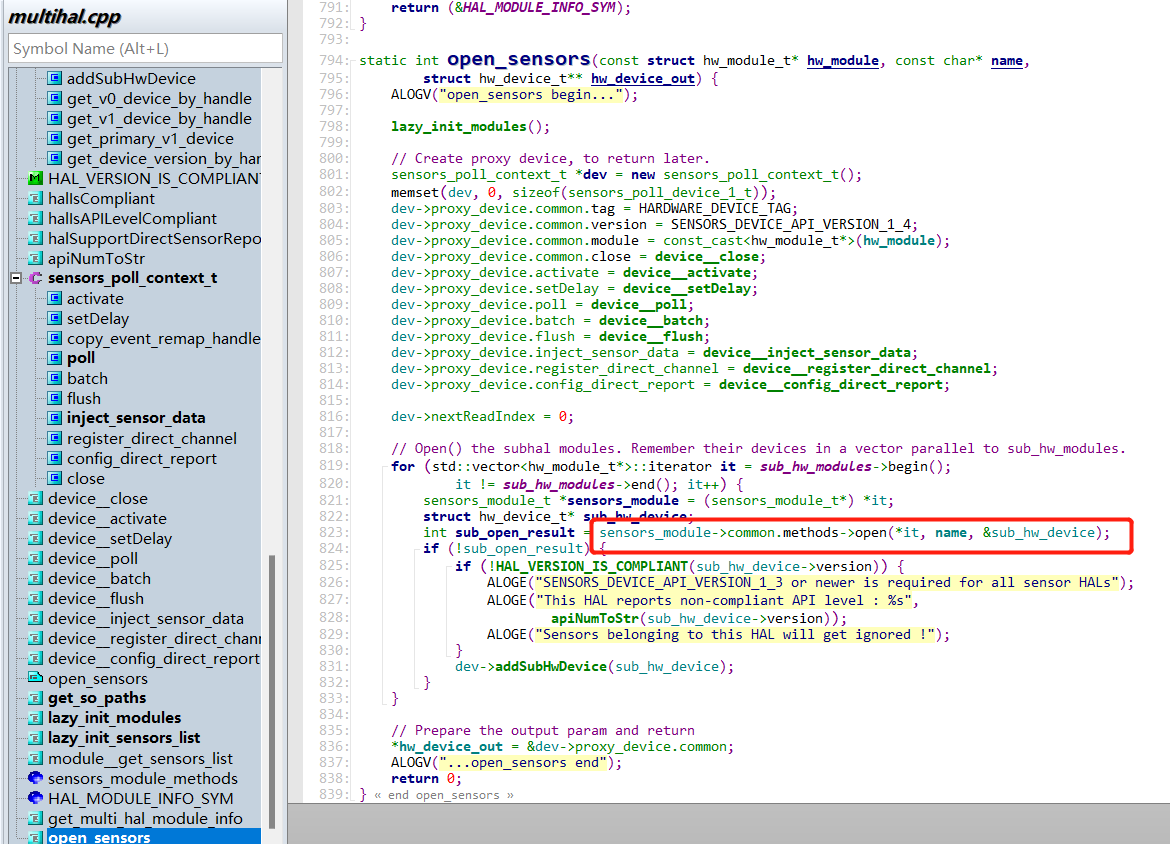 multihal.cpp
Symbol Name (Alt+L)
addSubHwDevice
get_v0_device_by_handle
get_v1_device_by_handle
get_primary_v1_device
get_device_version_by_har
HAL_VERSION_IS_COMPLIANT
halIsCompliant
halIsAPILevelCompliant
halSupportDirectSensorRepo
apiNumToStr
sensors_poll_context_t
activate
setDelay
copy_event_remap_handle
poll
batch
flush
inject_sensor_data
register_direct_channel
config_direct_report
close
device__close
device__activate
device__setDelay
device__poll
device__batch
device__flush
device__inject_sensor_data
device__register_direct_chanr
device__config_direct_report
open_sensors
get_so_paths
lazy_init_modules
lazy_init_sensors_list
module__get_sensors_list
sensors_module_methods
HAL_MODULE_INFO_SYM
get_multi_hal_module_info
open_sensors
791: return (&HAL_MODULE_INFO_SYM);
792: }
793:
794: static int open_sensors(const struct hw_module_t* hw_module, const char* name,
795: struct hw_device_t** hw_device_out) {
796: ALOGV("open_sensors begin...");
797:
798: lazy_init_modules();
799:
800: // Create proxy device, to return later.
801: sensors_poll_context_t *dev = new sensors_poll_context_t();
802: memset(dev, 0, sizeof(sensors_poll_device_1_t));
803: dev->proxy_device.common.tag = HARDWARE_DEVICE_TAG;
804: dev->proxy_device.common.version = SENSORS_DEVICE_API_VERSION_1_4;
805: dev->proxy_device.common.module = const_cast<hw_module_t*>(hw_module);
806: dev->proxy_device.common.close = device__close;
807: dev->proxy_device.activate = device__activate;
808: dev->proxy_device.setDelay = device__setDelay;
809: dev->proxy_device.poll = device__poll;
810: dev->proxy_device.batch = device__batch;
811: dev->proxy_device.flush = device__flush;
812: dev->proxy_device.inject_sensor_data = device__inject_sensor_data;
813: dev->proxy_device.register_direct_channel = device__register_direct_channel;
814: dev->proxy_device.config_direct_report = device__config_direct_report;
815:
816: dev->nextReadIndex = 0;
817:
818: // Open() the subhal modules. Remember their devices in a vector parallel to sub_hw_modules.
819: for (std::vector<hw_module_t*>::iterator it = sub_hw_modules->begin();
820: it != sub_hw_modules->end(); it++) {
821: sensors_module_t *sensors_module = (sensors_module_t*) *it;
822: struct hw_device_t* sub_hw_device;
823: int sub_open_result = sensors_module->common.methods->open(*it, name, &sub_hw_device);
824: if (!sub_open_result) {
825: if (!HAL_VERSION_IS_COMPLIANT(sub_hw_device->version)) {
826: ALOGE("SENSORS_DEVICE_API_VERSION_1_3 or newer is required for all sensor HALs");
827: ALOGE("This HAL reports non-compliant API level : %s",
828: apiNumToStr(sub_hw_device->version));
829: ALOGE("Sensors belonging to this HAL will get ignored !");
830: }
831: dev->addSubHwDevice(sub_hw_device);
832: }
833: }
834:
835: // Prepare the output param and return
836: *hw_device_out = &dev->proxy_device.common;
837: ALOGV("...open_sensors end");
838: return 0;
839: } « end open_sensors »